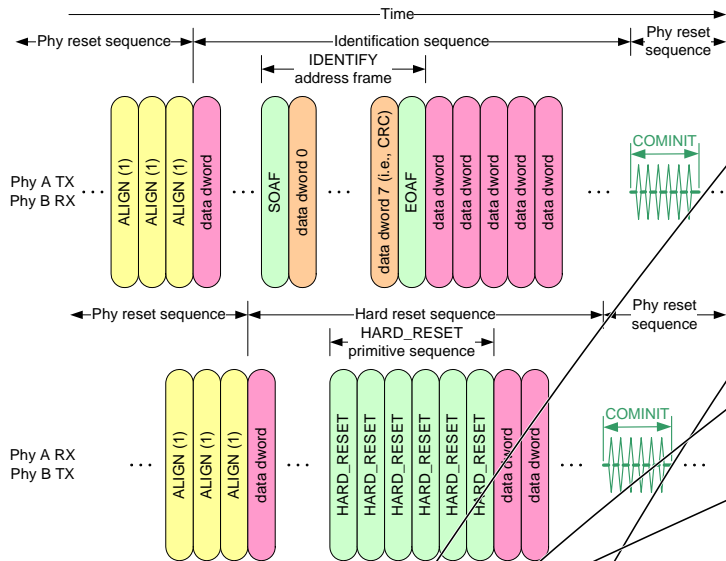 Time
Phy reset sequence
Identification sequence
Phy reset
sequence
IDENTIFY
address frame
Phy A TX
Phy B RX
...
ALIGN (1)
ALIGN (1)
ALIGN (1)
data dword
...
SOAF
data dword 0
...
data dword 7 (i.e., CRC)
EOAF
data dword
data dword
data dword
data dword
data dword
...
COMINIT
...
Phy reset sequence
Hard reset sequence
Phy reset
sequence
HARD_RESET
primitive sequence
Phy A RX
Phy B TX
...
ALIGN (1)
ALIGN (1)
ALIGN (1)
data dword
...
HARD_RESET
HARD_RESET
HARD_RESET
HARD_RESET
HARD_RESET
HARD_RESET
data dword
data dword
...
COMINIT
...